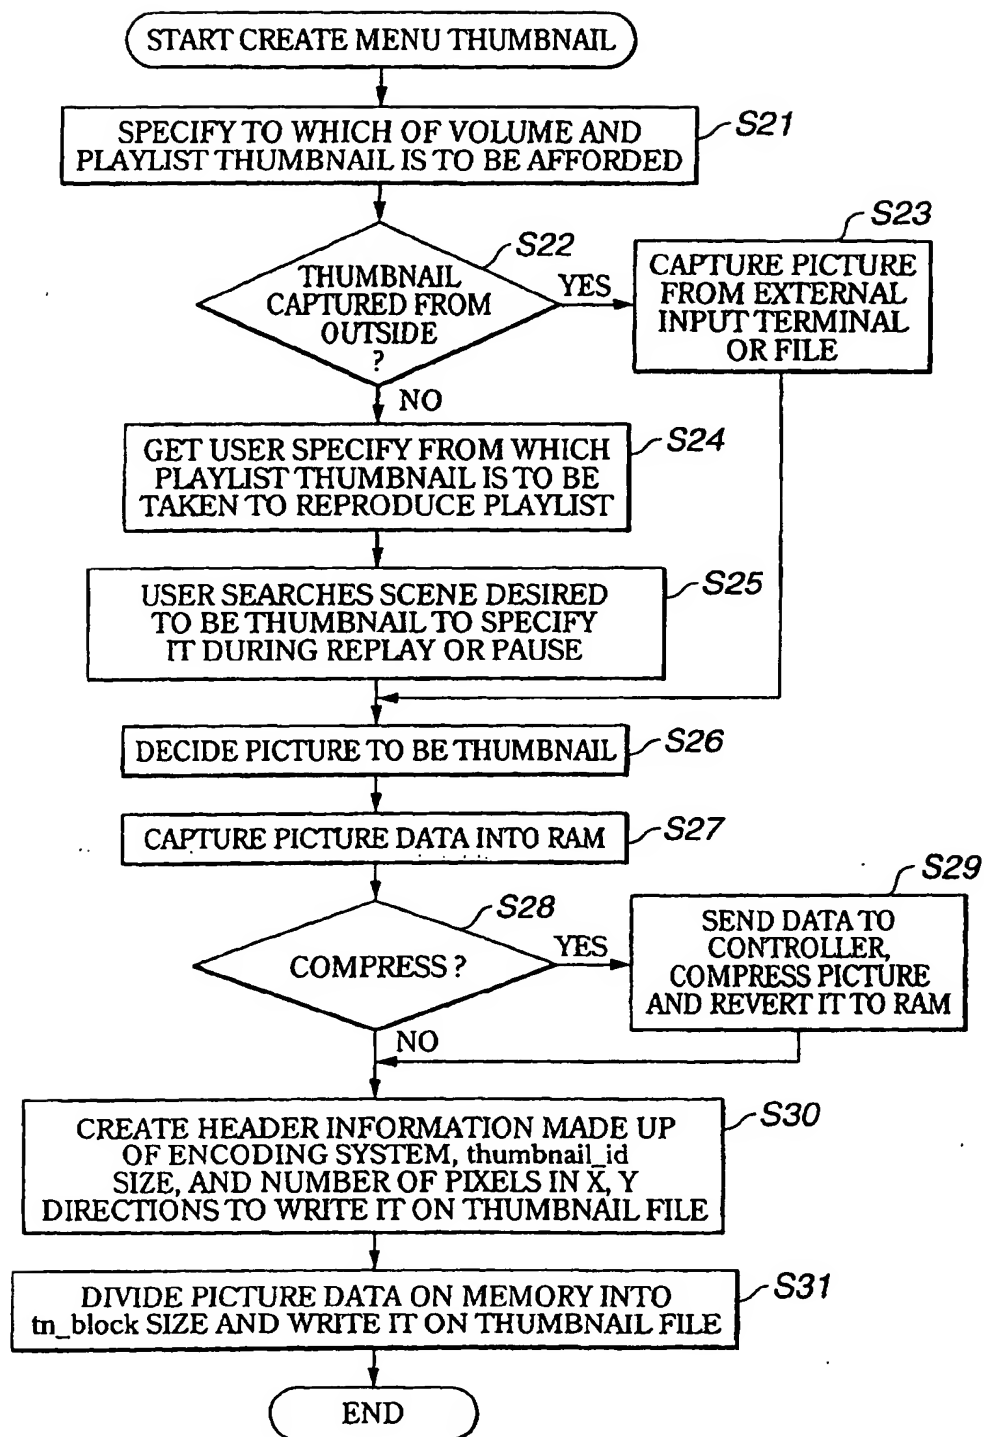 START CREATE MENU THUMBNAIL
S21
SPECIFY TO WHICH OF VOLUME AND
PLAYLIST THUMBNAIL IS TO BE AFFORDED
S22
THUMBNAIL
CAPTURED FROM
OUTSIDE
?
YES
S23
CAPTURE PICTURE
FROM EXTERNAL
INPUT TERMINAL
OR FILE
NO
S24
GET USER SPECIFY FROM WHICH
PLAYLIST THUMBNAIL IS TO BE
TAKEN TO REPRODUCE PLAYLIST
S25
USER SEARCHES SCENE DESIRED
TO BE THUMBNAIL TO SPECIFY
IT DURING REPLAY OR PAUSE
S26
DECIDE PICTURE TO BE THUMBNAIL
S27
CAPTURE PICTURE DATA INTO RAM
S28
COMPRESS ?
YES
S29
SEND DATA TO
CONTROLLER,
COMPRESS PICTURE
AND REVERT IT TO RAM
NO
S30
CREATE HEADER INFORMATION MADE UP
OF ENCODING SYSTEM, thumbnail_id
SIZE, AND NUMBER OF PIXELS IN X, Y
DIRECTIONS TO WRITE IT ON THUMBNAIL FILE
S31
DIVIDE PICTURE DATA ON MEMORY INTO
tn_block SIZE AND WRITE IT ON THUMBNAIL FILE
END